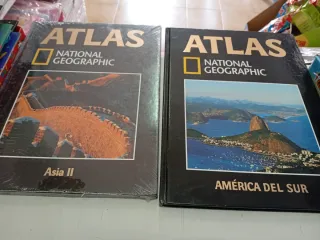 ATLAS
NATIONAL
GEOGRAPHIC
Asia II
ATLAS
NATIONAL
GEOGRAPHIC
AMÉRICA DEL SUR